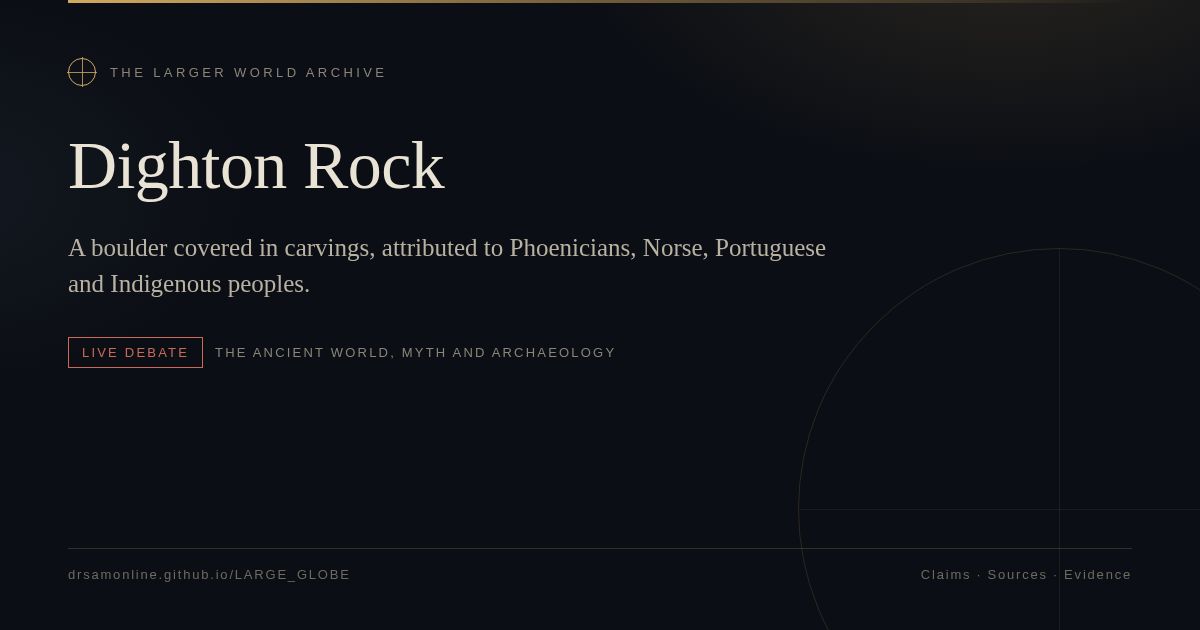 THE LARGER WORLD ARCHIVE
Dighton Rock
A boulder covered in carvings, attributed to Phoenicians, Norse, Portuguese
and Indigenous peoples.
LIVE DEBATE THE ANCIENT WORLD, MYTH AND ARCHAEOLOGY
drsamonline.github.io/LARGE_GLOBE Claims · Sources · Evidence